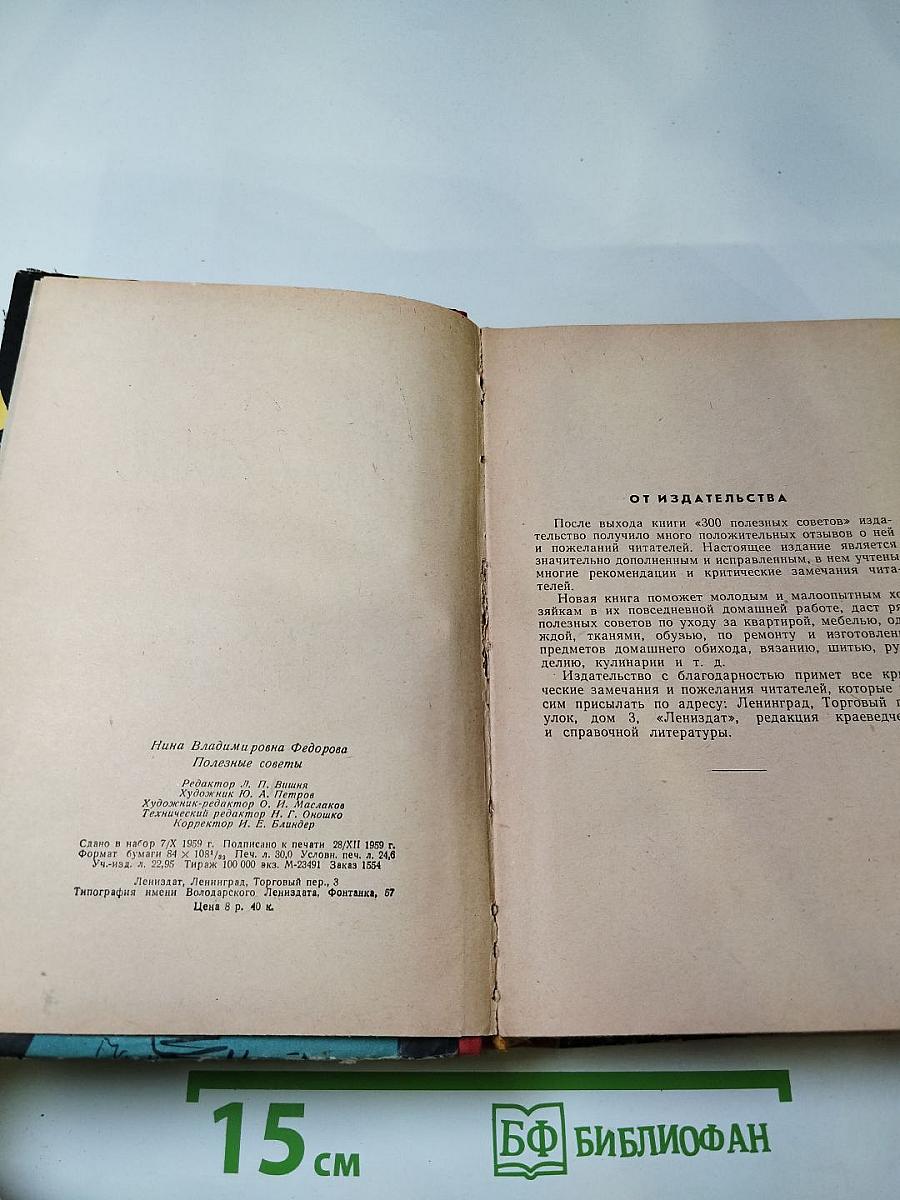 Нина Владимировна Федорова
Полезные советы
Редактор Л. П. Вишня
Художник Ю. А. Петров
Художник-редактор О. И. Маслаков
Технический редактор Н. Г. Оношко
Корректор И. Е. Блиндер
Сдано в набор 7/X 1959 г. Подписано к печати 28/XII 1959 г.
Формат бумаги 84 × 108¹/₃₂ Печ. л. 30,0 Условн. печ. л. 24,6
Уч.-изд. л. 22,95 Тираж 100 000 экз. М-23491 Заказ 1554
Лениздат, Ленинград, Торговый пер., 3
Типография имени Володарского Лениздата, Фонтанка, 57
Цена 8 р. 40 к.
ОТ ИЗДАТЕЛЬСТВА
После выхода книги «300 полезных советов» изда-
тельство получило много положительных отзывов о ней
и пожеланий читателей. Настоящее издание является
значительно дополненным и исправленным, в нем учтены
многие рекомендации и критические замечания чита-
телей.
Новая книга поможет молодым и малоопытным хо
зяйкам в их повседневной домашней работе, даст ря
полезных советов по уходу за квартирой, мебелью, од
ждой, тканями, обувью, по ремонту и изготовлен
предметов домашнего обихода, вязанию, шитью, ру
делию, кулинарии и т. д.
Издательство с благодарностью примет все кри
ческие замечания и пожелания читателей, которые
сим присылать по адресу: Ленинград, Торговый п
улок, дом 3, «Лениздат», редакция краеведче
и справочной литературы.
15 см
БФ БИБЛИОФАН